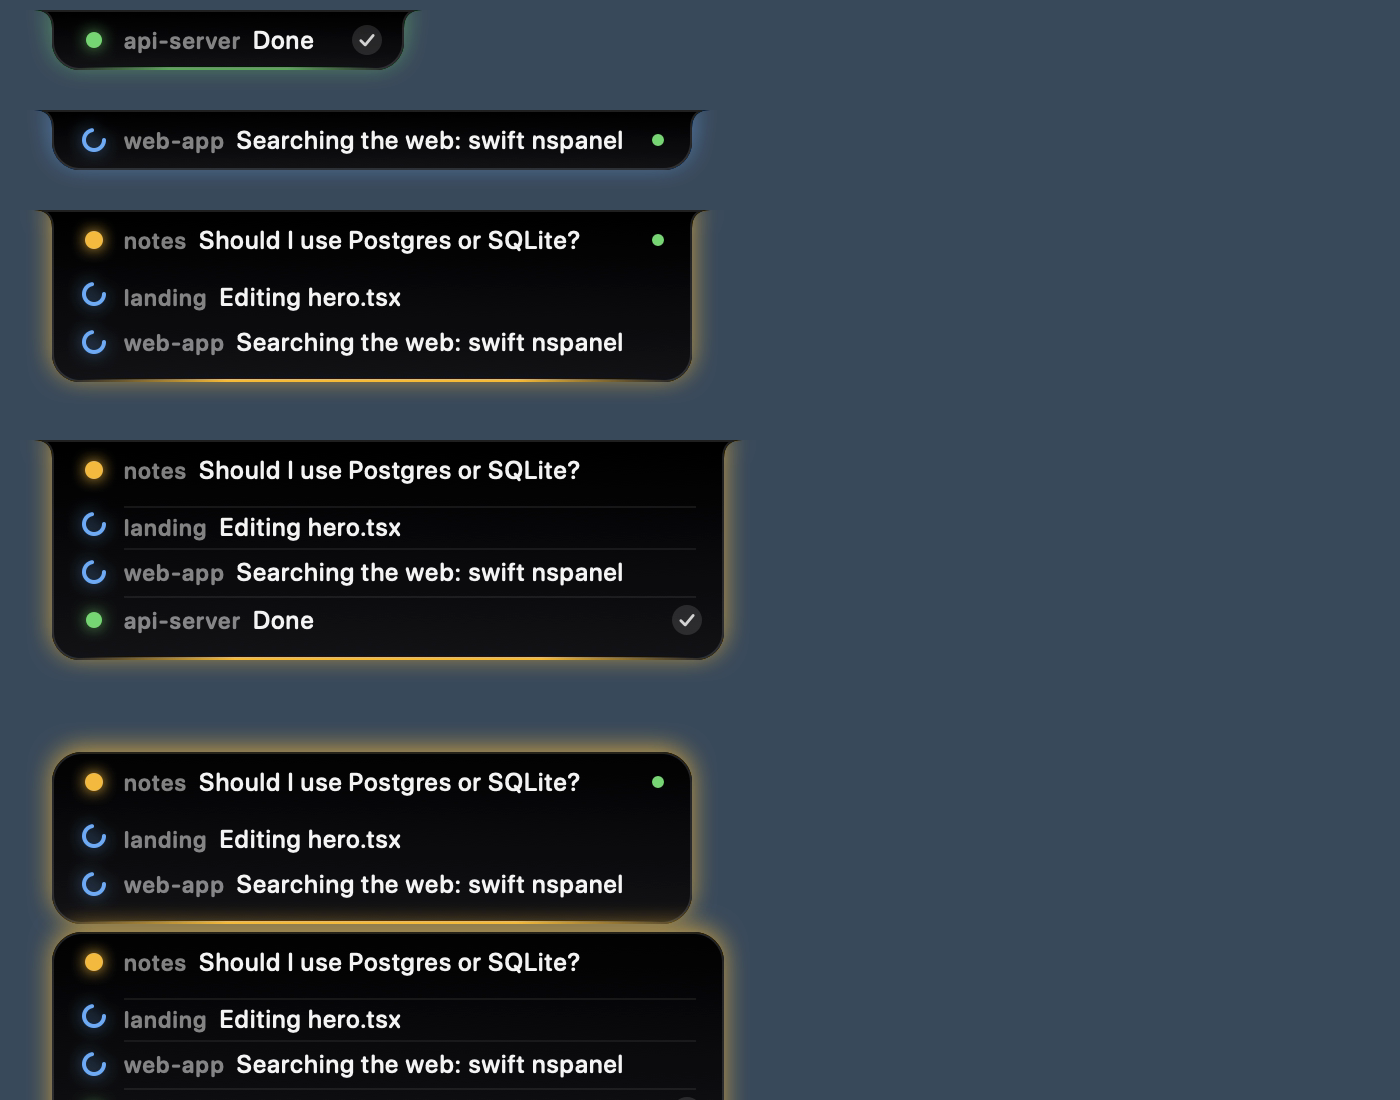 api-server Done
web-app Searching the web: swift nspanel
notes Should I use Postgres or SQLite?
landing Editing hero.tsx
web-app Searching the web: swift nspanel
notes Should I use Postgres or SQLite?
landing Editing hero.tsx
web-app Searching the web: swift nspanel
api-server Done
notes Should I use Postgres or SQLite?
landing Editing hero.tsx
web-app Searching the web: swift nspanel
notes Should I use Postgres or SQLite?
landing Editing hero.tsx
web-app Searching the web: swift nspanel